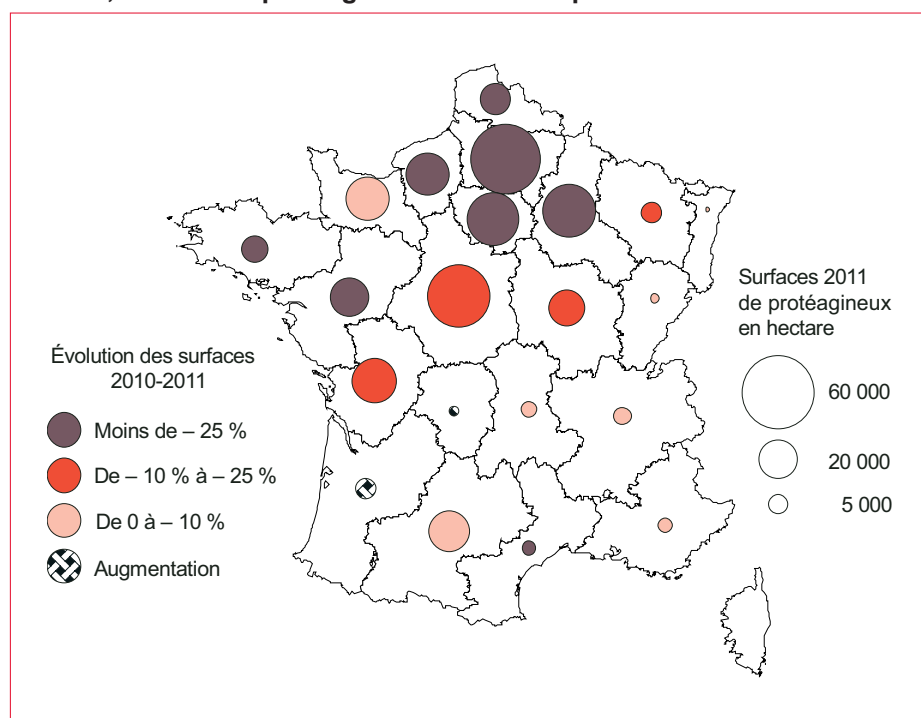 Évolution des surfaces
2010-2011
Moins de – 25 %
De – 10 % à – 25 %
De 0 à – 10 %
Augmentation
Surfaces 2011
de protéagineux
en hectare
60 000
20 000
5 000